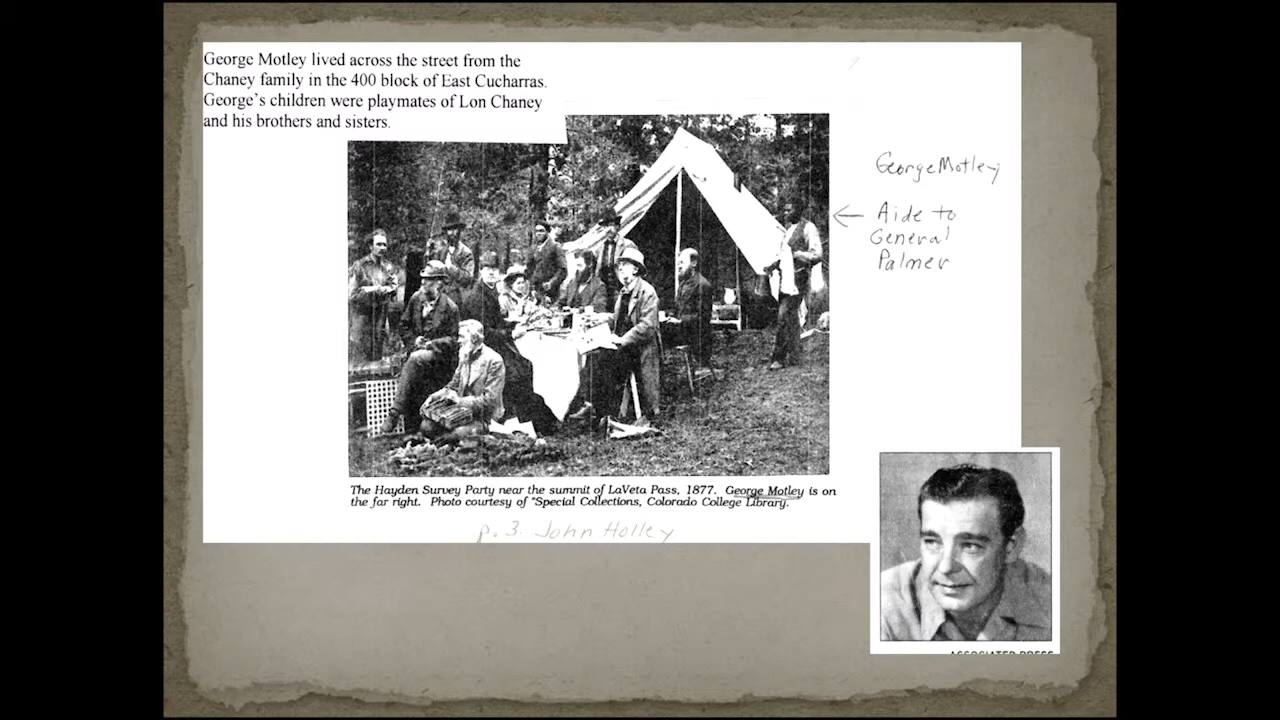 George Motley lived across the street from the
Chaney family in the 400 block of East Cucharras.
George's children were playmates of Lon Chaney
and his brothers and sisters.
George Motley
← Aide to
General
Palmer
The Hayden Survey Party near the summit of LaVeta Pass, 1877. George Motley is on
the far right. Photo courtesy of "Special Collections, Colorado College Library.
p. 3. John Holley
ASSOCIATED PRESS